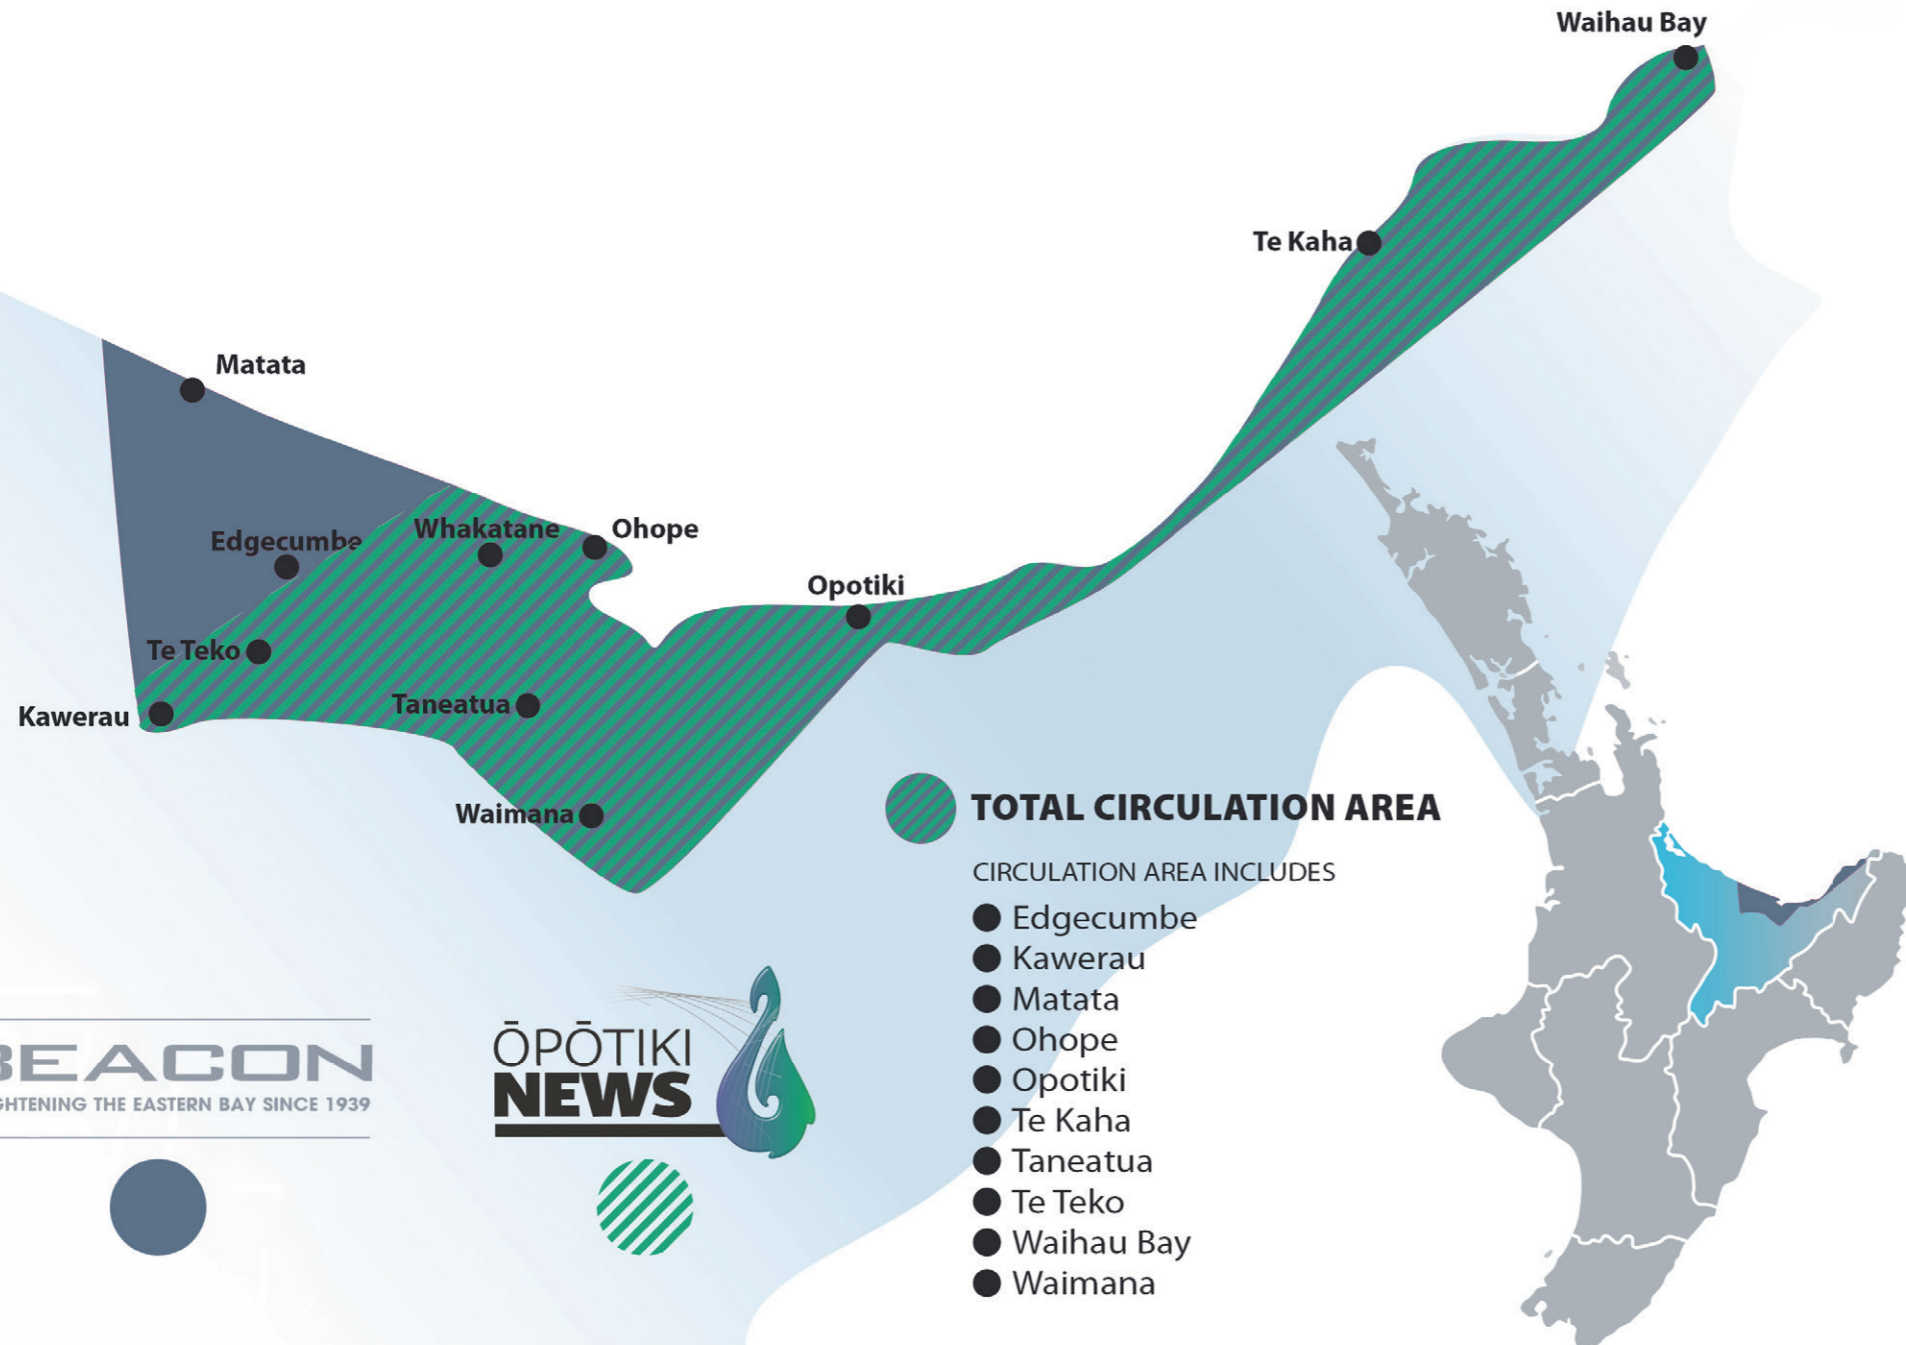 Waihau Bay
Te Kaha
Matata
Edgecumbe
Whakatane
Ohope
Opotiki
Te Teko
Kawerau
Taneatua
Waimana
TOTAL CIRCULATION AREA
CIRCULATION AREA INCLUDES
Edgecumbe
Kawerau
Matata
Ohope
Opotiki
Te Kaha
Taneatua
Te Teko
Waihau Bay
Waimana
BEACON
GHTENING THE EASTERN BAY SINCE 1939
ŌPŌTIKI
NEWS